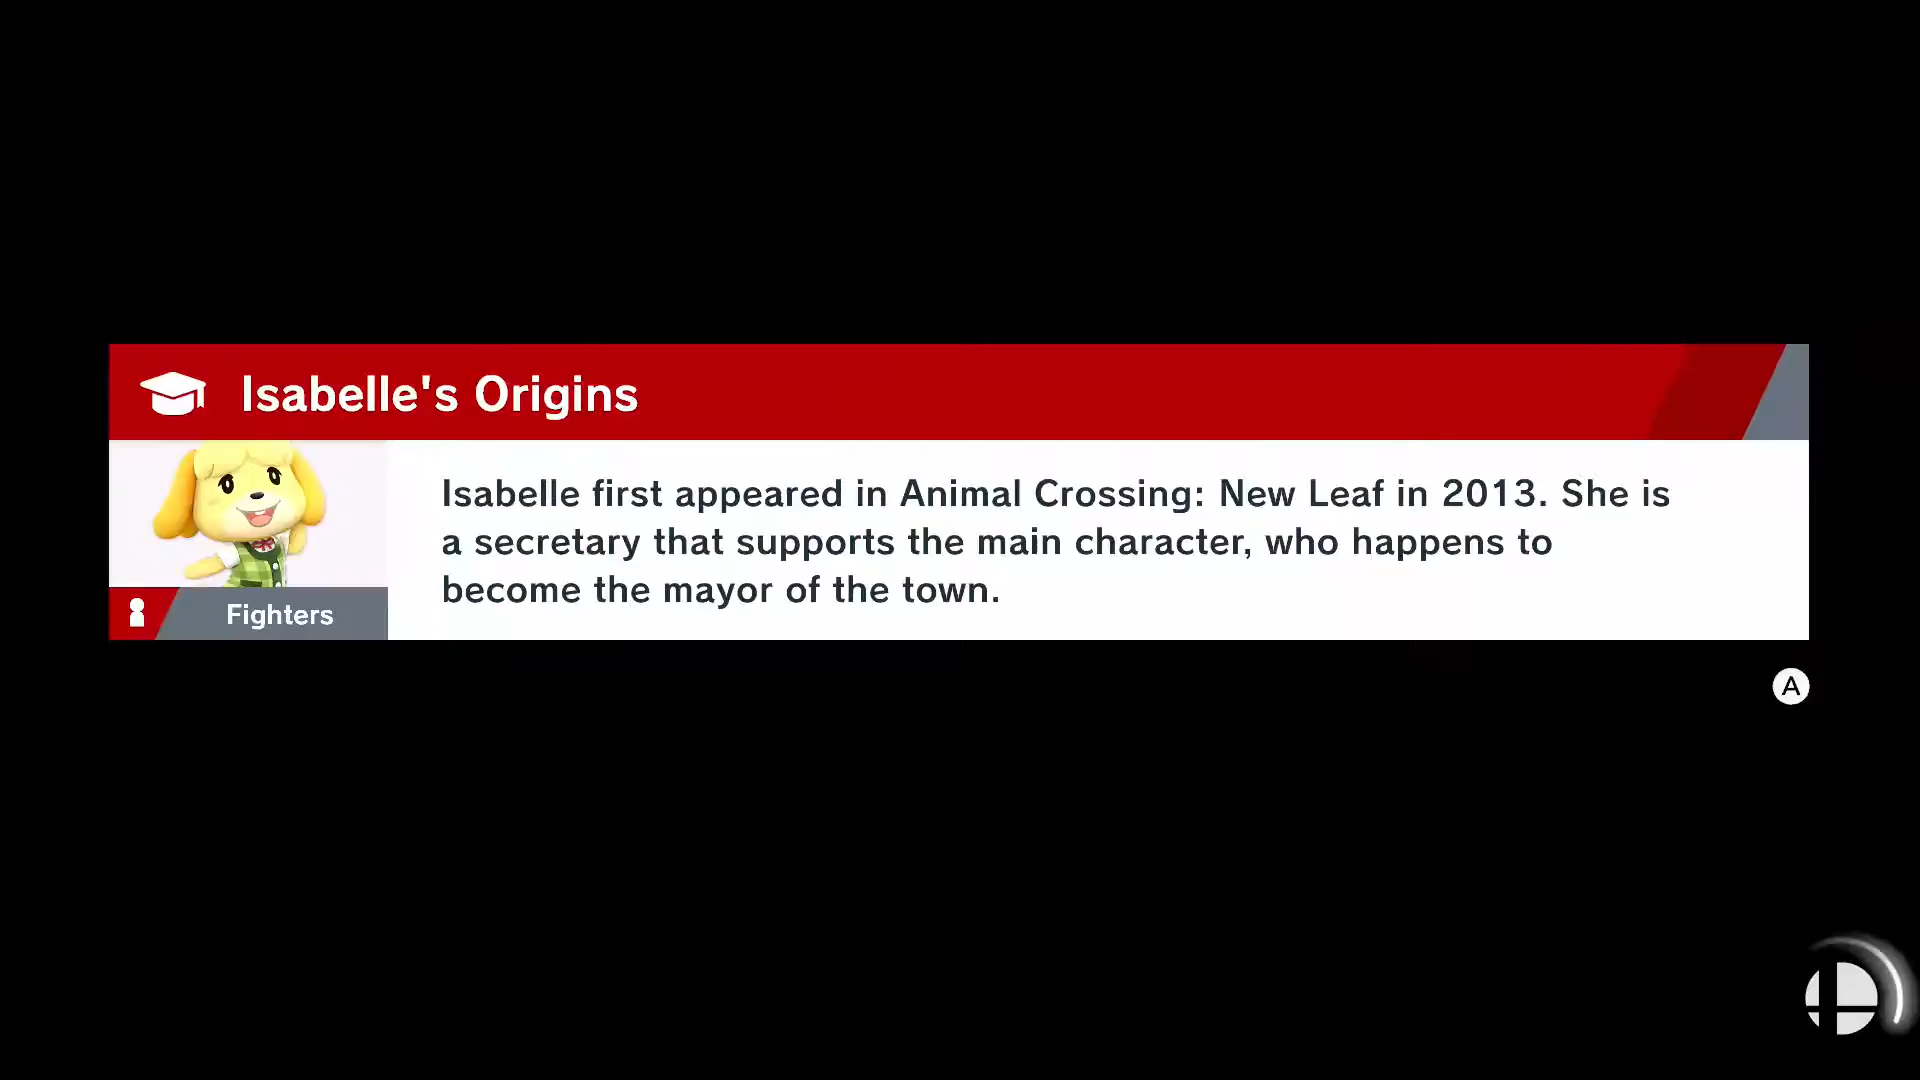 Isabelle's Origins
Isabelle first appeared in Animal Crossing: New Leaf in 2013. She is
a secretary that supports the main character, who happens to
become the mayor of the town.
Fighters
A